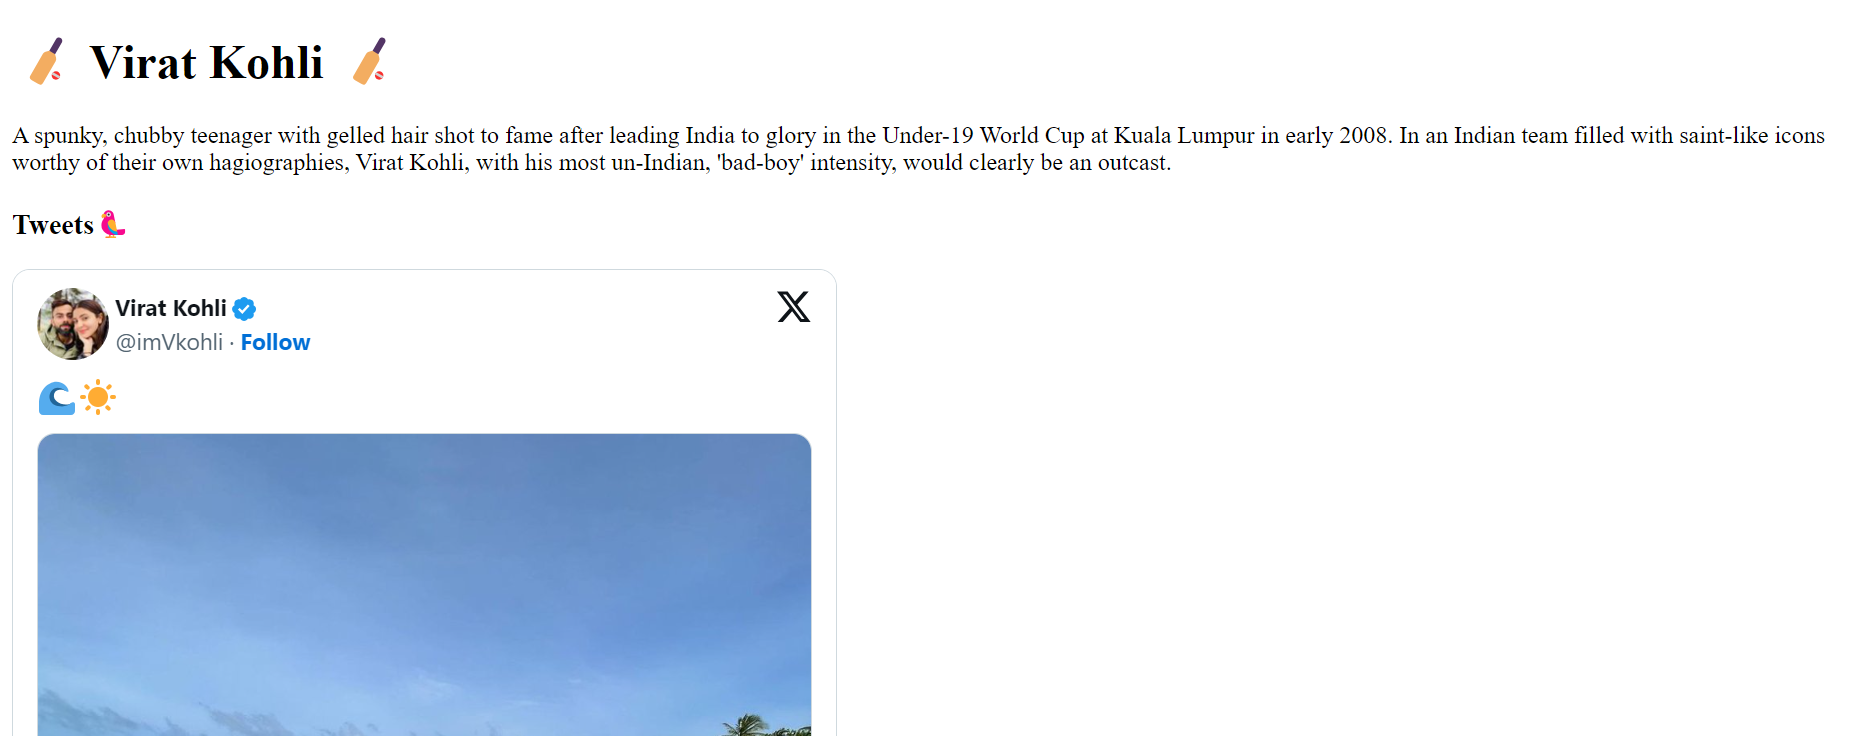 Virat Kohli
A spunky, chubby teenager with gelled hair shot to fame after leading India to glory in the Under-19 World Cup at Kuala Lumpur in early 2008. In an Indian team filled with saint-like icons
worthy of their own hagiographies, Virat Kohli, with his most un-Indian, 'bad-boy' intensity, would clearly be an outcast.
Tweets
Virat Kohli
@imVkohli · Follow